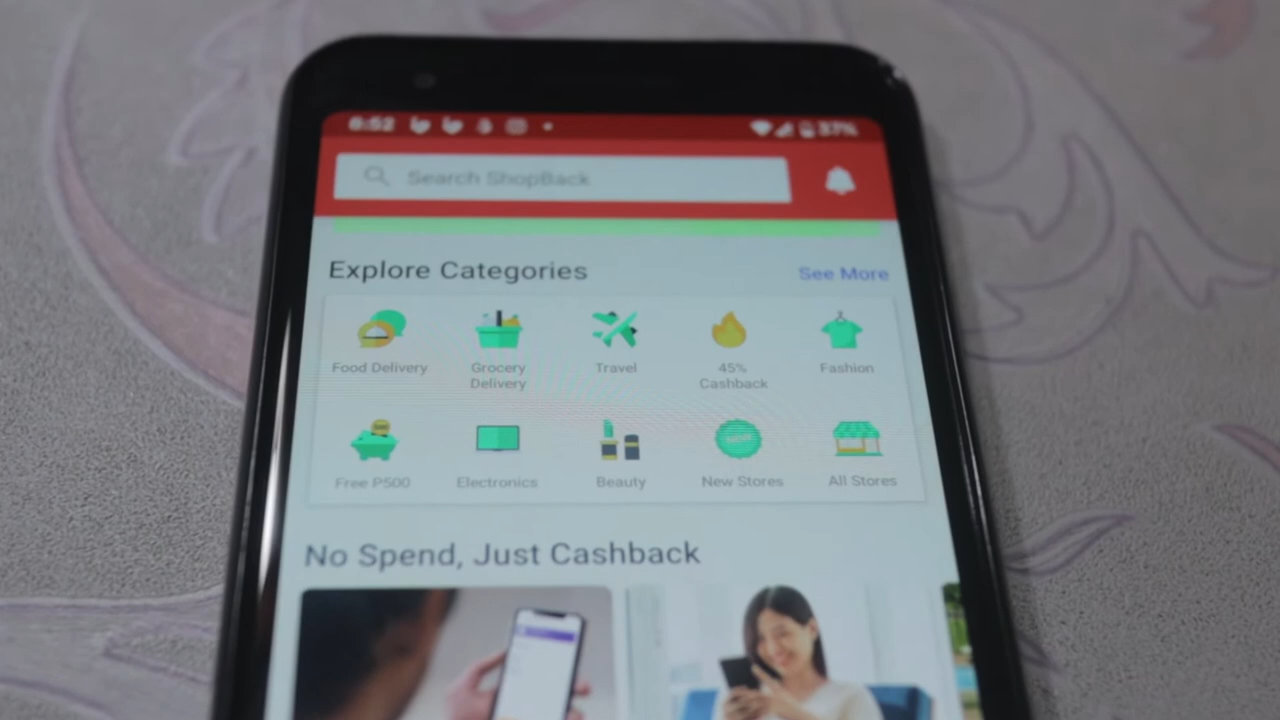 8:52
37%
Search ShopBack
Explore Categories
See More
Food Delivery
Grocery
Delivery
Travel
45%
Cashback
Fashion
Free P500
Electronics
Beauty
NEW
New Stores
All Stores
No Spend, Just Cashback